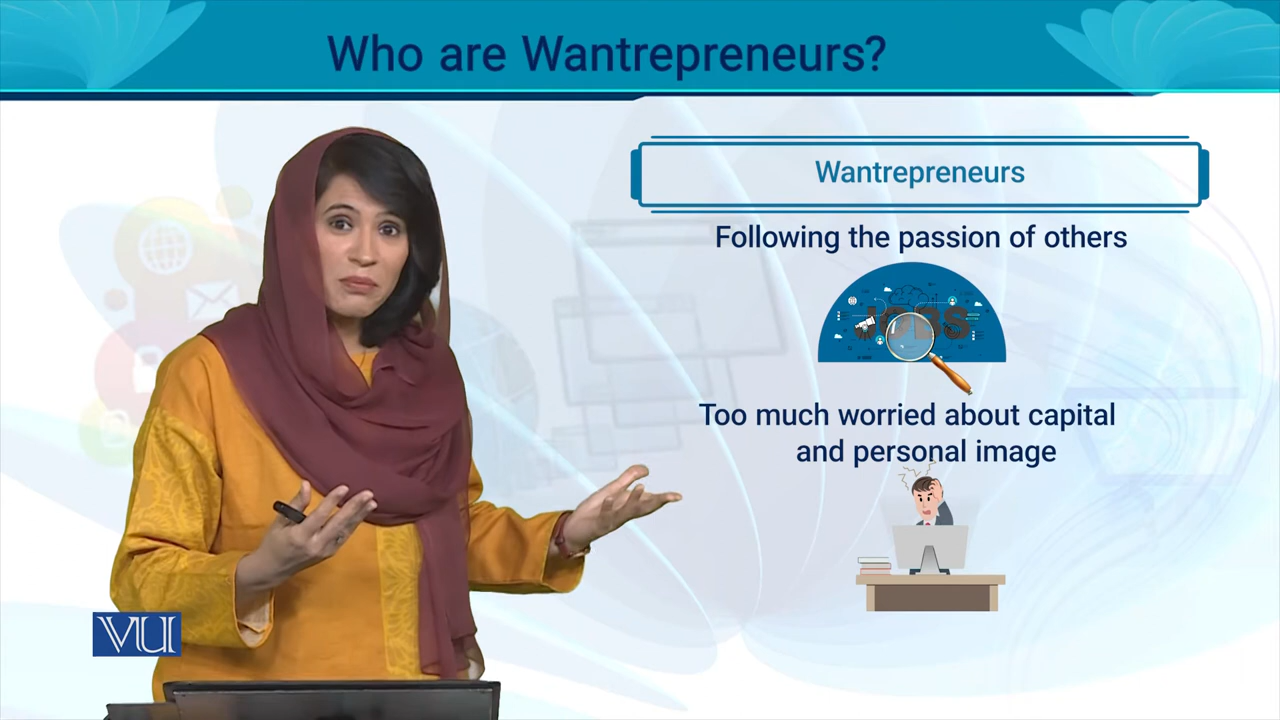 Who are Wantrepreneurs?
Wantrepreneurs
Following the passion of others
JOBS
Too much worried about capital
and personal image
VU